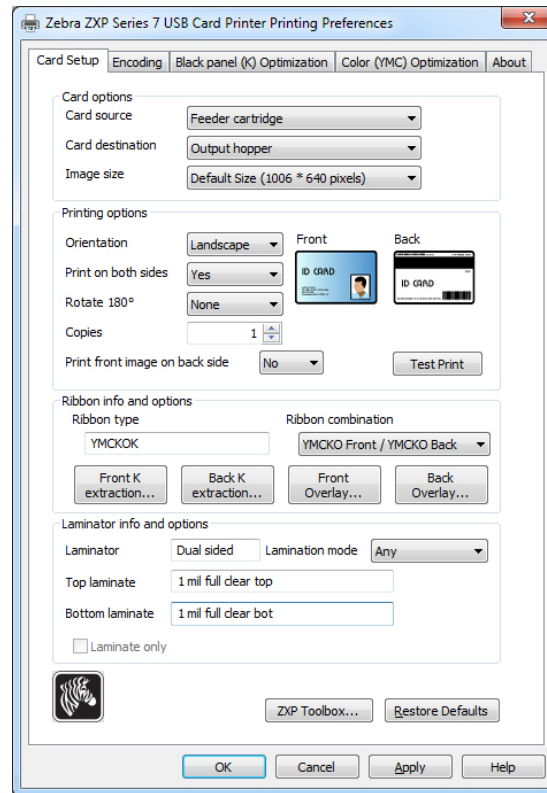 Zebra ZXP Series 7 USB Card Printer Printing Preferences
Card Setup Encoding Black panel (K) Optimization Color (YMC) Optimization About
Card options
Card source Feeder cartridge
Card destination Output hopper
Image size Default Size (1006 * 640 pixels)
Printing options
Orientation Landscape Front Back
Print on both sides Yes
ID CARD ID CARD
Rotate 180° None
Copies 1
Print front image on back side No Test Print
Ribbon info and options
Ribbon type Ribbon combination
YMCKOK YMCKO Front / YMCKO Back
Front K extraction... Back K extraction... Front Overlay... Back Overlay...
Laminator info and options
Laminator Dual sided Lamination mode Any
Top laminate 1 mil full clear top
Bottom laminate 1 mil full clear bot
Laminate only
ZXP Toolbox... Restore Defaults
OK Cancel Apply Help